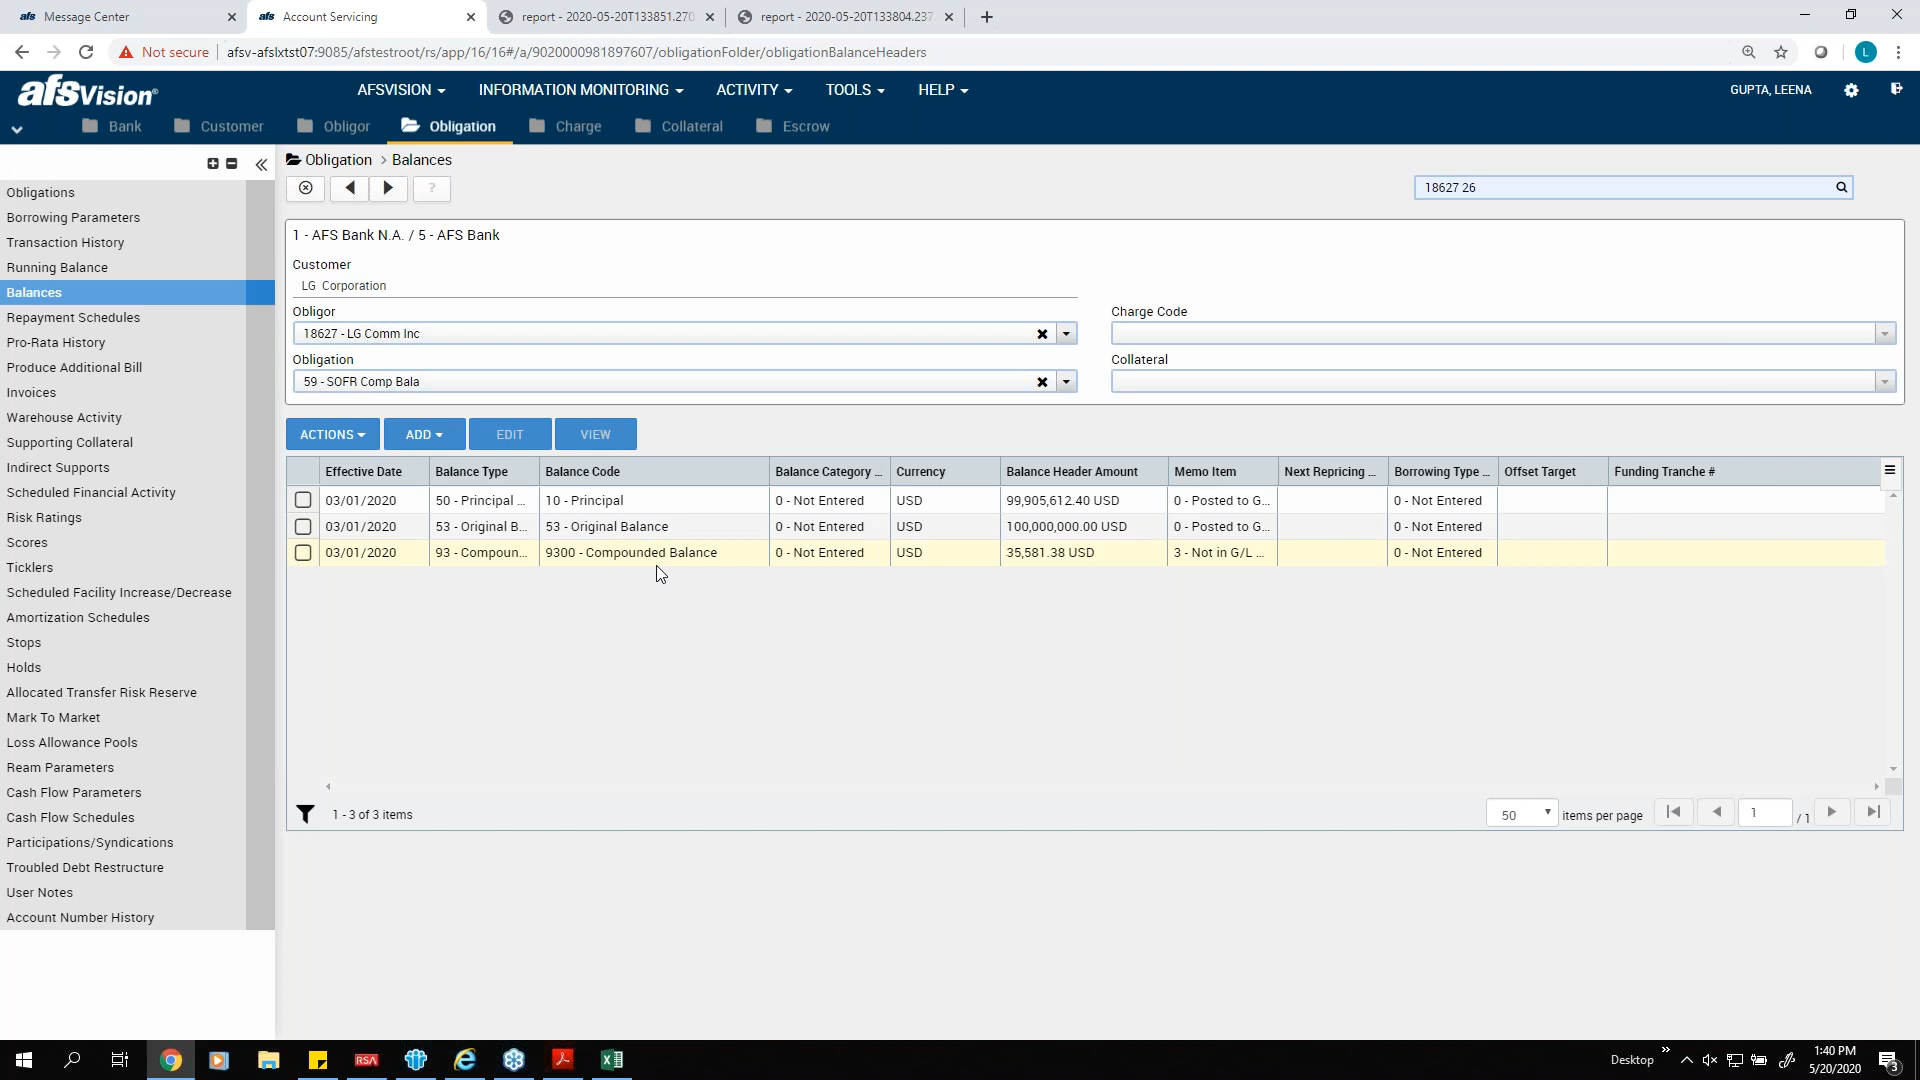 afs Message Center
afs Account Servicing
report - 2020-05-20T133851.270
report - 2020-05-20T133804.237
Not secure
afsv-afslxtst07:9085/afstestroot/rs/app/16/16#/a/9020000981897607/obligationFolder/obligationBalanceHeaders
L
afsVision®
AFSVISION
INFORMATION MONITORING
ACTIVITY
TOOLS
HELP
GUPTA, LEENA
Bank
Customer
Obligor
Obligation
Charge
Collateral
Escrow
Obligations
Borrowing Parameters
Transaction History
Running Balance
Balances
Repayment Schedules
Pro-Rata History
Produce Additional Bill
Invoices
Warehouse Activity
Supporting Collateral
Indirect Supports
Scheduled Financial Activity
Risk Ratings
Scores
Ticklers
Scheduled Facility Increase/Decrease
Amortization Schedules
Stops
Holds
Allocated Transfer Risk Reserve
Mark To Market
Loss Allowance Pools
Ream Parameters
Cash Flow Parameters
Cash Flow Schedules
Participations/Syndications
Troubled Debt Restructure
User Notes
Account Number History
Obligation > Balances
?
18627 26
1 - AFS Bank N.A. / 5 - AFS Bank
Customer
LG Corporation
Obligor
18627 - LG Comm Inc
Charge Code
Obligation
59 - SOFR Comp Bala
Collateral
ACTIONS ADD EDIT VIEW
Effective Date Balance Type Balance Code Balance Category ... Currency Balance Header Amount Memo Item Next Repricing ... Borrowing Type ... Offset Target Funding Tranche #
03/01/2020 50 - Principal ... 10 - Principal 0 - Not Entered USD 99,905,612.40 USD 0 - Posted to G... 0 - Not Entered
03/01/2020 53 - Original B... 53 - Original Balance 0 - Not Entered USD 100,000,000.00 USD 0 - Posted to G... 0 - Not Entered
03/01/2020 93 - Compoun... 9300 - Compounded Balance 0 - Not Entered USD 35,581.38 USD 3 - Not in G/L ... 0 - Not Entered
1 - 3 of 3 items
50 items per page
1 / 1
RSA
Desktop
1:40 PM
5/20/2020
3